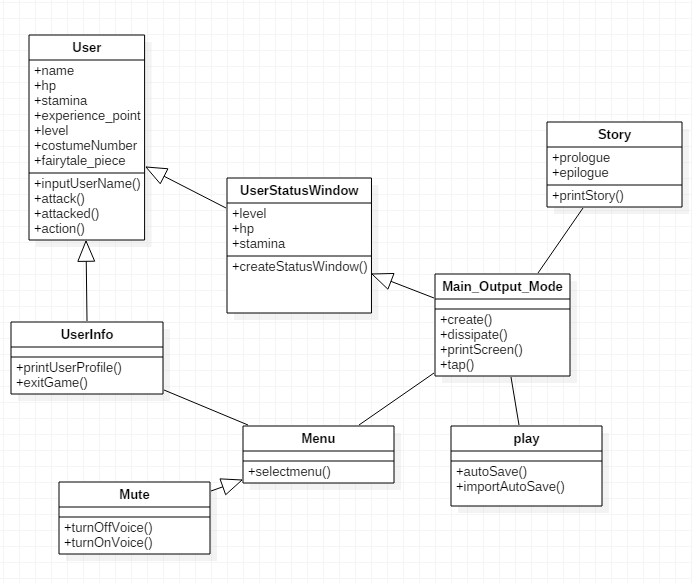 User
+name
+hp
+stamina
+experience_point
+level
+costumeNumber
+fairytale_piece
+inputUserName()
+attack()
+attacked()
+action()
UserStatusWindow
+level
+hp
+stamina
+createStatusWindow()
Story
+prologue
+epilogue
+printStory()
Main_Output_Mode
+create()
+dissipate()
+printScreen()
+tap()
UserInfo
+printUserProfile()
+exitGame()
Menu
+selectmenu()
play
+autoSave()
+importAutoSave()
Mute
+turnOffVoice()
+turnOnVoice()